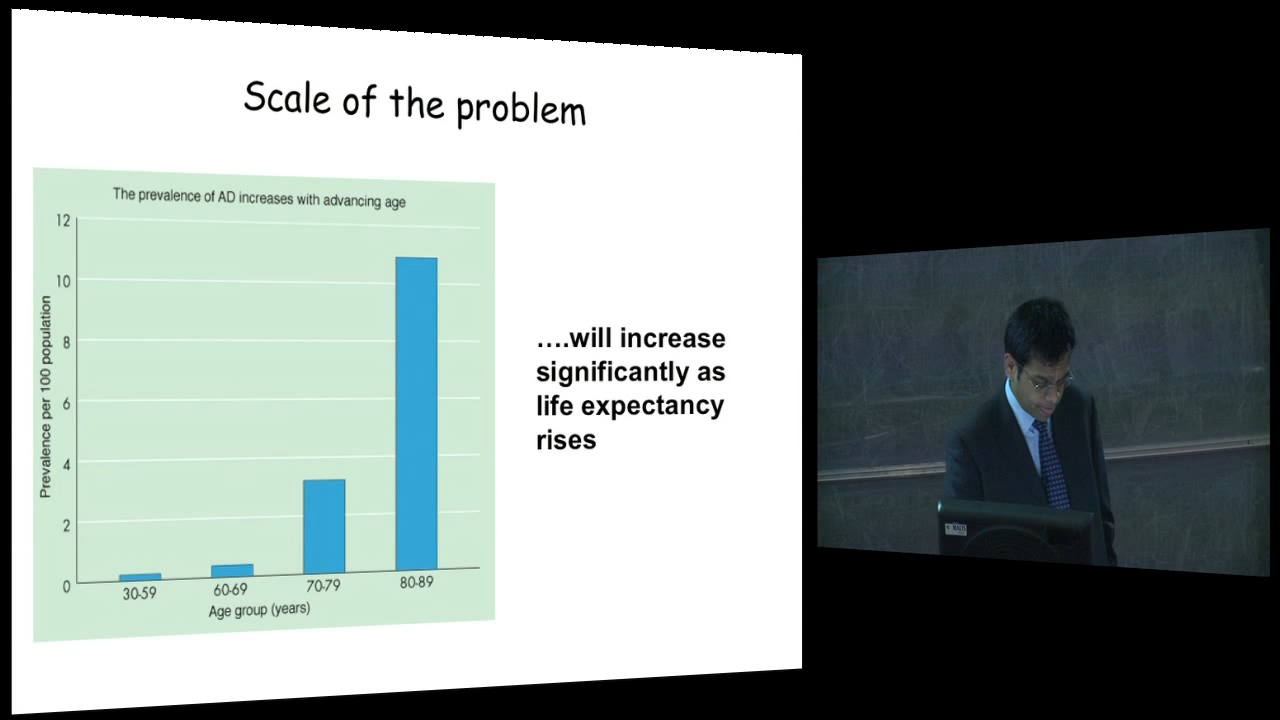 Scale of the problem
The prevalence of AD increases with advancing age
12
10
8
6
4
2
0
Prevalence per 100 population
30-59
60-69
70-79
80-89
Age group (years)
….will increase
significantly as
life expectancy
rises